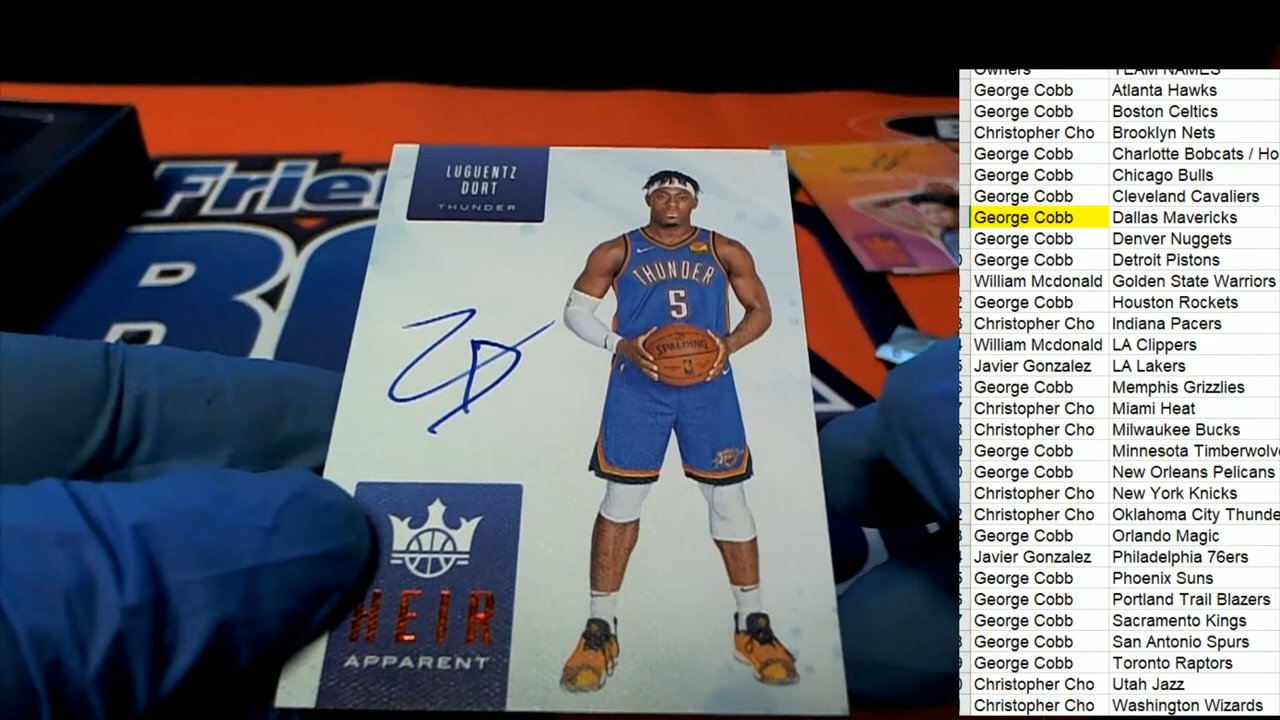 LUGUENTZ
DORT
THUNDER
THUNDER
5
SPALDING
HEIR
APPARENT
Frie
Owners TEAM NAMES
George Cobb Atlanta Hawks
George Cobb Boston Celtics
Christopher Cho Brooklyn Nets
George Cobb Charlotte Bobcats / Ho
George Cobb Chicago Bulls
George Cobb Cleveland Cavaliers
George Cobb Dallas Mavericks
George Cobb Denver Nuggets
George Cobb Detroit Pistons
William Mcdonald Golden State Warriors
George Cobb Houston Rockets
Christopher Cho Indiana Pacers
William Mcdonald LA Clippers
Javier Gonzalez LA Lakers
George Cobb Memphis Grizzlies
Christopher Cho Miami Heat
Christopher Cho Milwaukee Bucks
George Cobb Minnesota Timberwolv
George Cobb New Orleans Pelicans
Christopher Cho New York Knicks
Christopher Cho Oklahoma City Thunde
George Cobb Orlando Magic
Javier Gonzalez Philadelphia 76ers
George Cobb Phoenix Suns
George Cobb Portland Trail Blazers
George Cobb Sacramento Kings
George Cobb San Antonio Spurs
George Cobb Toronto Raptors
Christopher Cho Utah Jazz
Christopher Cho Washington Wizards